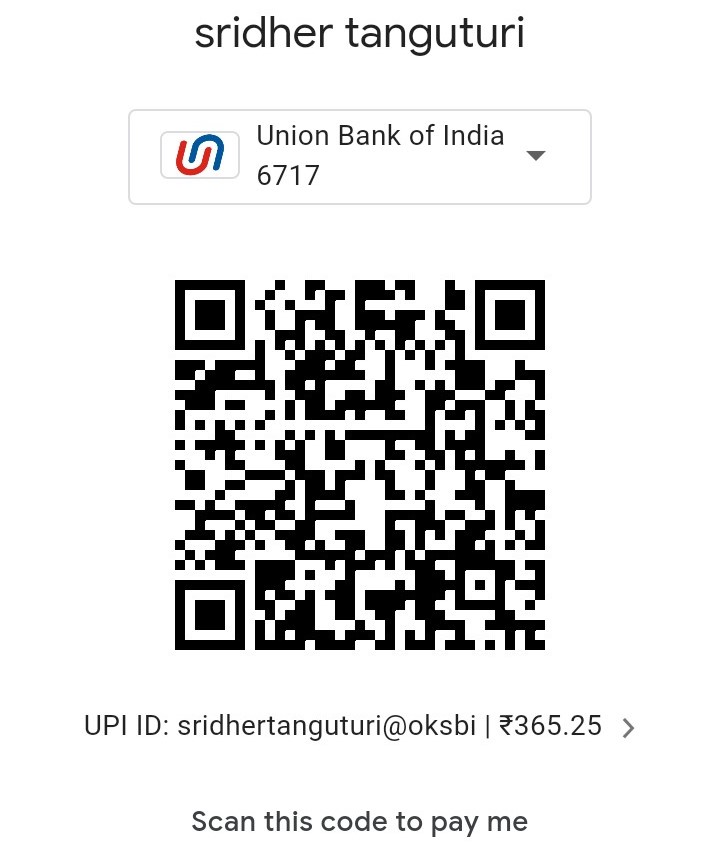 sridher tanguturi
Union Bank of India
6717
UPI ID: sridhertanguturi@oksbi | ₹365.25
Scan this code to pay me